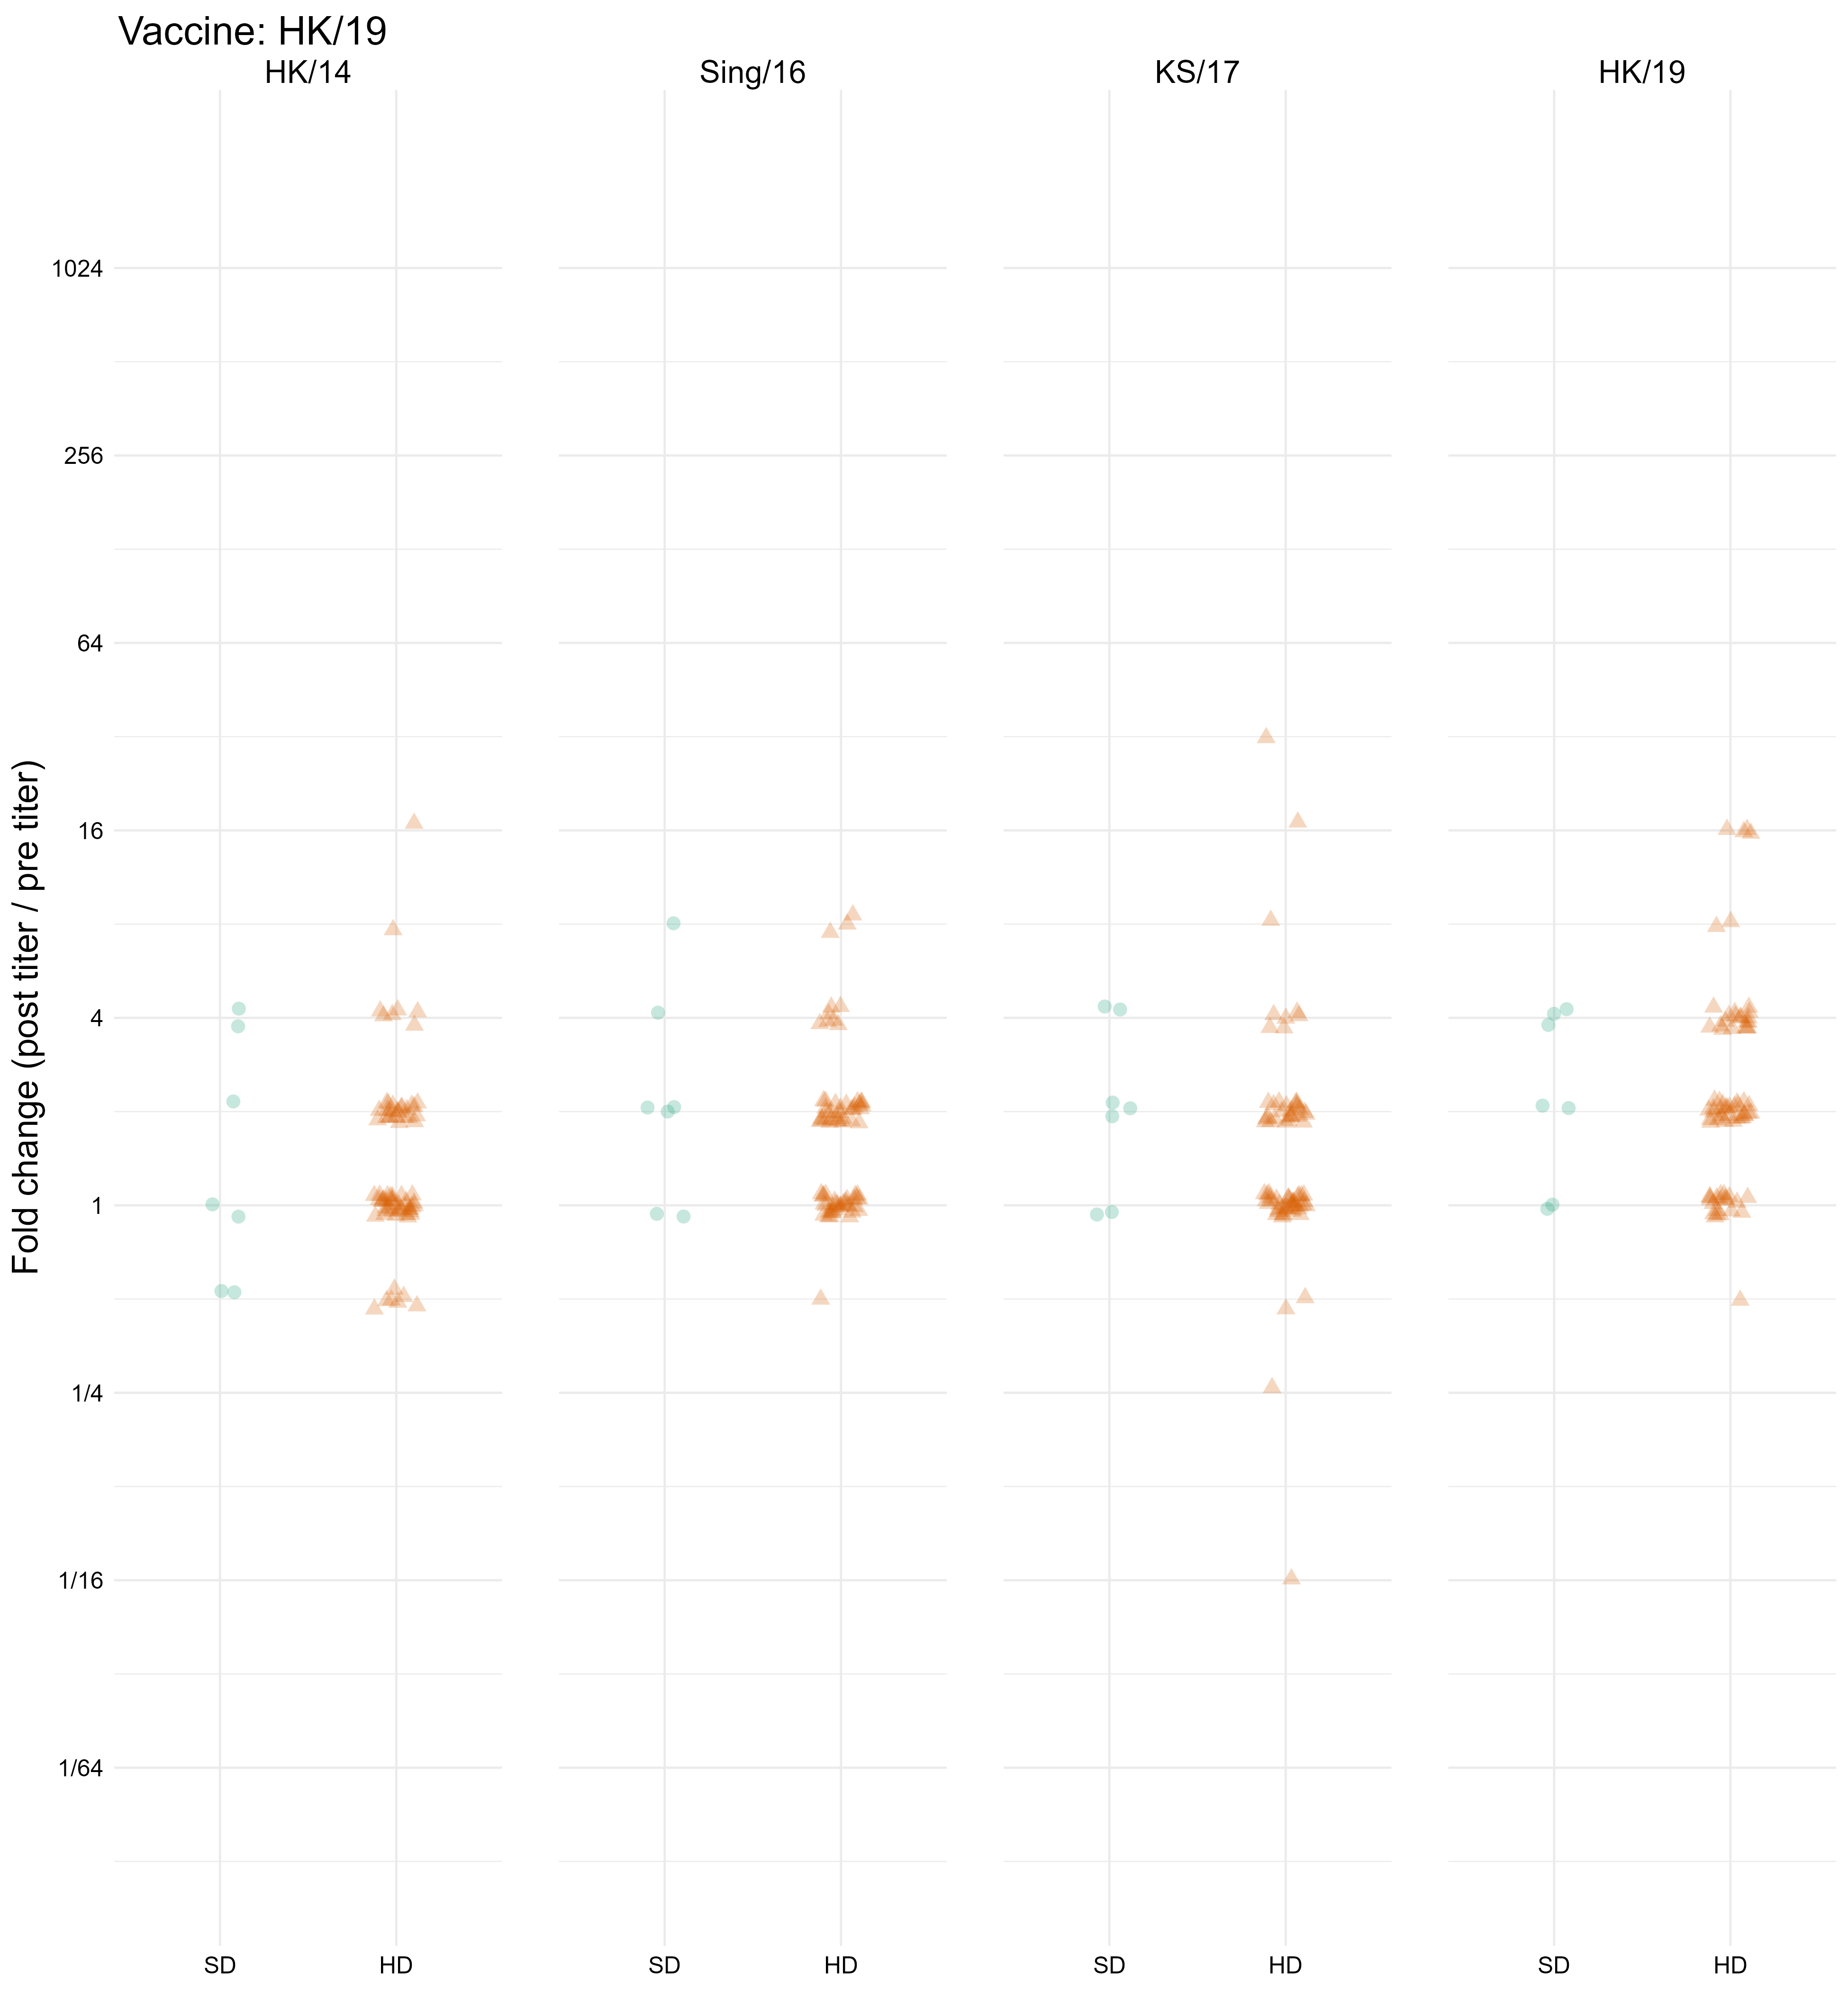 Vaccine: HK/19
HK/14
Sing/16
KS/17
HK/19
Fold change (post titer / pre titer)
1024
256
64
16
4
1
1/4
1/16
1/64
SD
HD
SD
HD
SD
HD
SD
HD